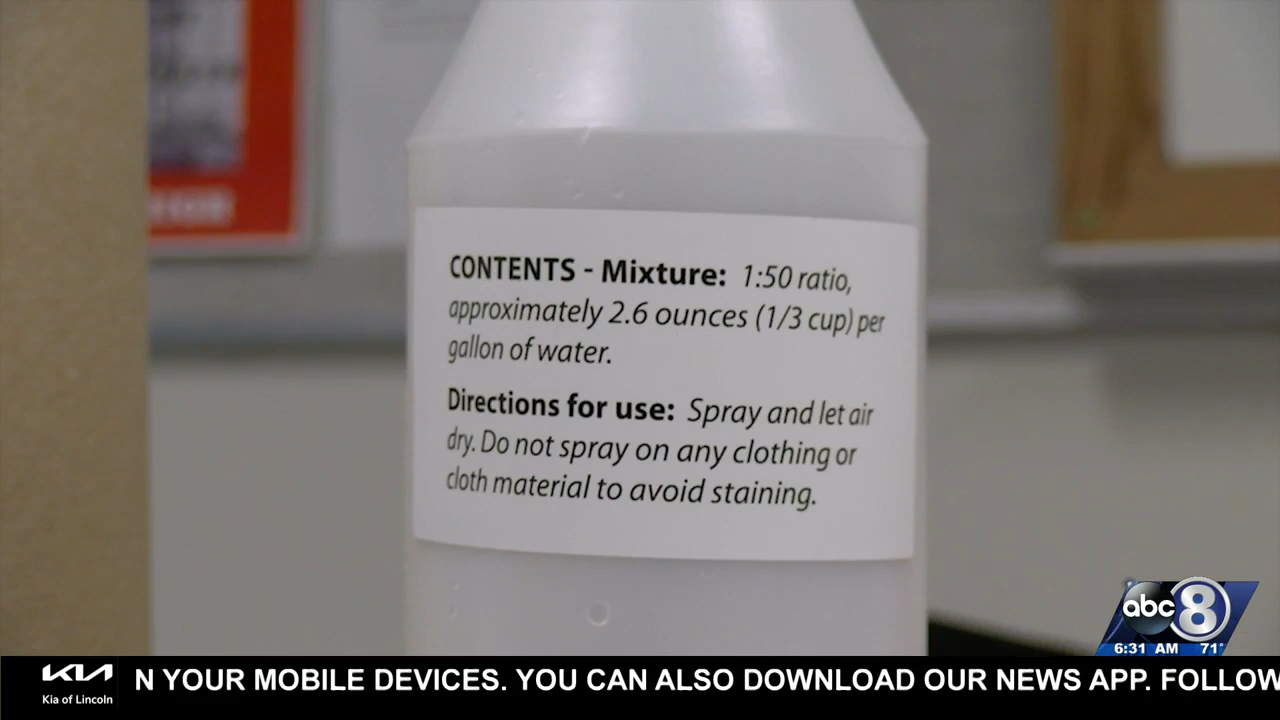 CONTENTS - Mixture: 1:50 ratio,
approximately 2.6 ounces (1/3 cup) per
gallon of water.
Directions for use: Spray and let air
dry. Do not spray on any clothing or
cloth material to avoid staining.
abc 8
6:31 AM 71°
KIA
Kia of Lincoln
N YOUR MOBILE DEVICES. YOU CAN ALSO DOWNLOAD OUR NEWS APP. FOLLOW